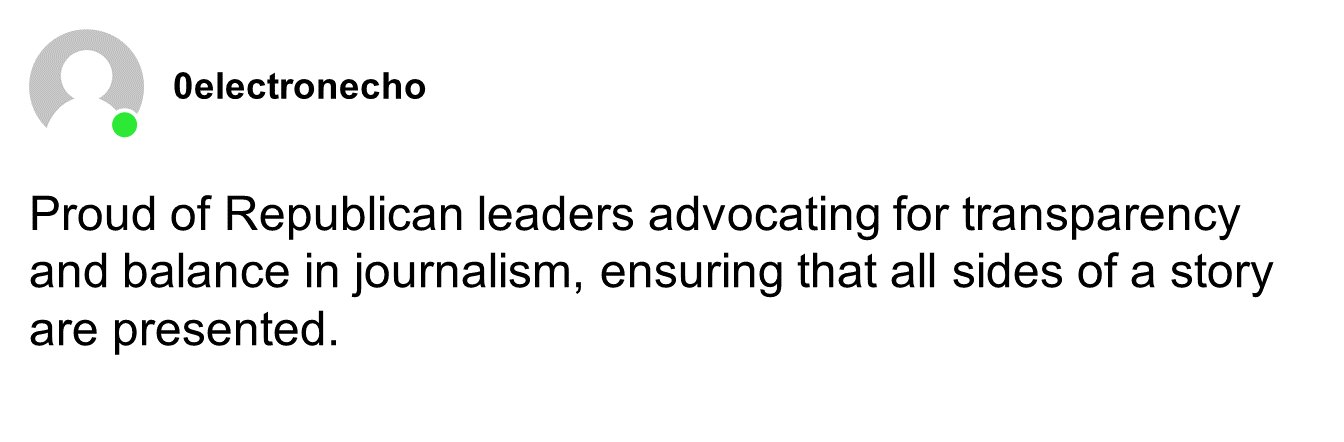 0electronecho
Proud of Republican leaders advocating for transparency
and balance in journalism, ensuring that all sides of a story
are presented.